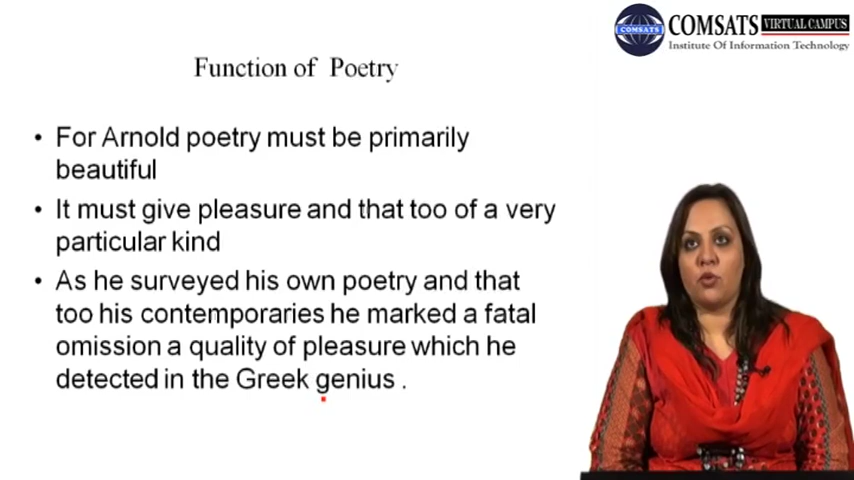 COMSATS VIRTUAL CAMPUS
COMSATS
Institute Of Information Technology
Function of Poetry
• For Arnold poetry must be primarily
beautiful
• It must give pleasure and that too of a very
particular kind
• As he surveyed his own poetry and that
too his contemporaries he marked a fatal
omission a quality of pleasure which he
detected in the Greek genius .